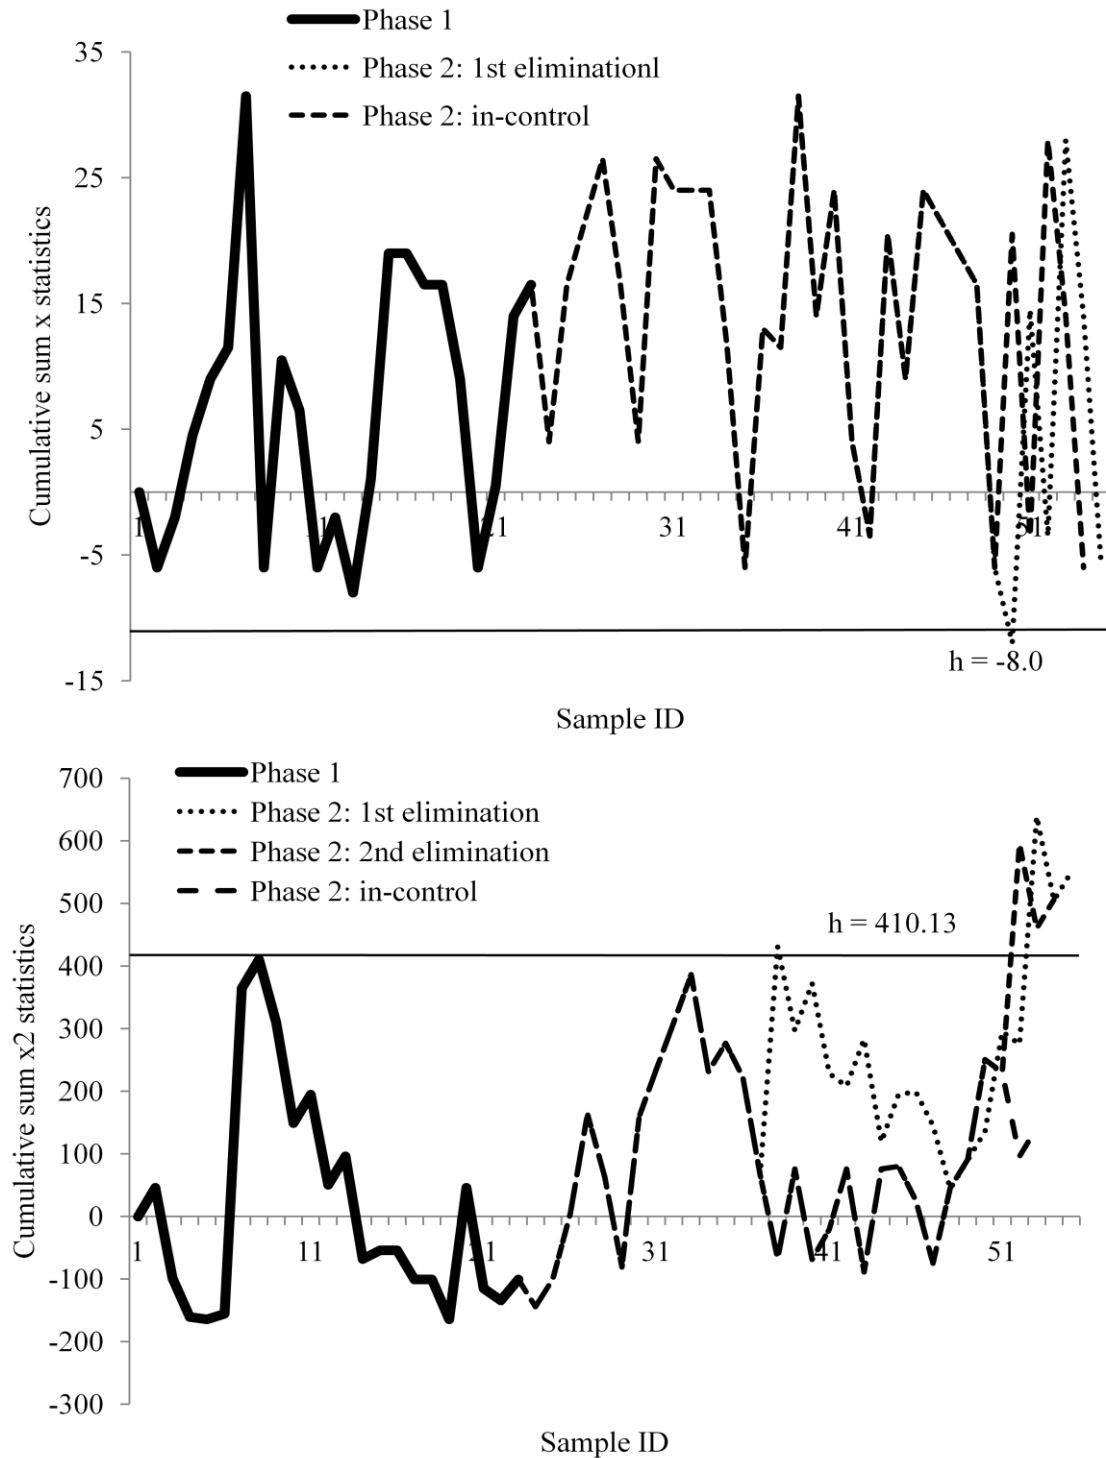 Phase 1
Phase 2: 1st eliminationl
Phase 2: in-control
35
25
15
5
-5
-15
Cumulative sum x statistics
1
11
21
31
41
51
h = -8.0
Sample ID
Phase 1
Phase 2: 1st elimination
Phase 2: 2nd elimination
Phase 2: in-control
700
600
500
400
300
200
100
0
-100
-200
-300
Cumulative sum x2 statistics
h = 410.13
1
11
21
31
41
51
Sample ID